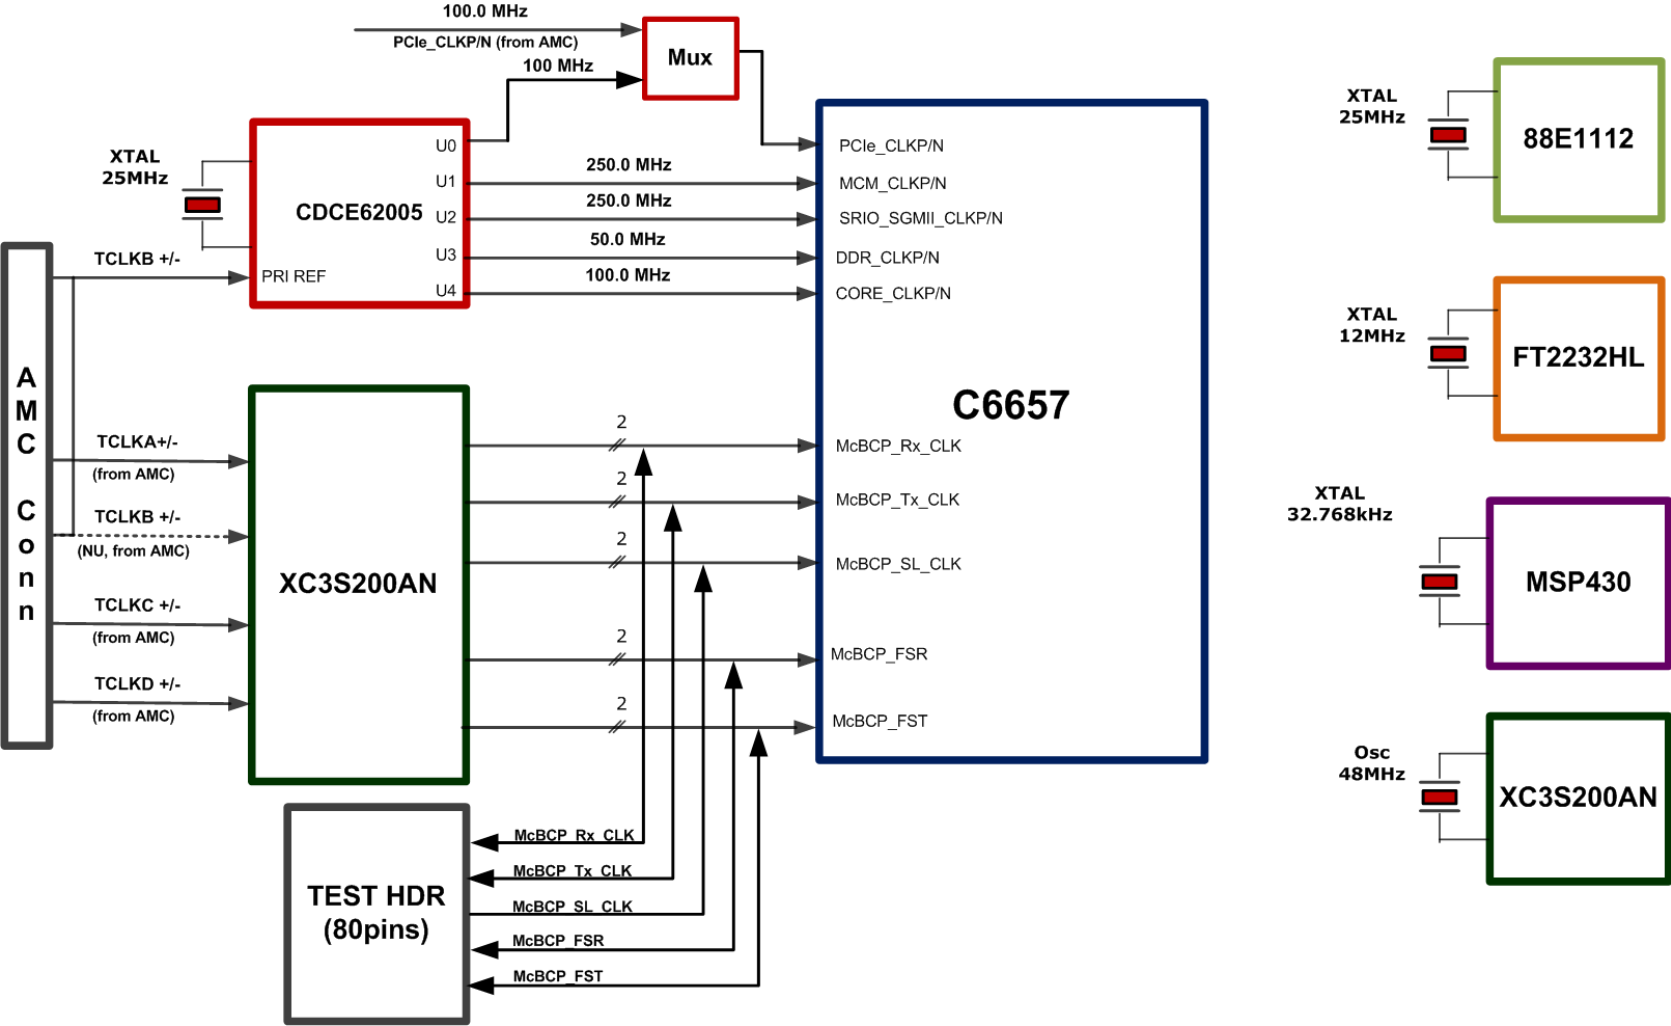 100.0 MHz
PCIe_CLKP/N (from AMC)
100 MHz
Mux
XTAL
25MHz
CDCE62005
U0
U1
U2
U3
U4
PRI REF
250.0 MHz
250.0 MHz
50.0 MHz
100.0 MHz
PCIe_CLKP/N
MCM_CLKP/N
SRIO_SGMII_CLKP/N
DDR_CLKP/N
CORE_CLKP/N
C6657
McBCP_Rx_CLK
McBCP_Tx_CLK
McBCP_SL_CLK
McBCP_FSR
McBCP_FST
AMC Conn
TCLKB +/-
TCLKA+/-
(from AMC)
TCLKB +/-
(NU, from AMC)
TCLKC +/-
(from AMC)
TCLKD +/-
(from AMC)
XC3S200AN
2
2
2
2
2
TEST HDR
(80pins)
McBCP_Rx_CLK
McBCP_Tx_CLK
McBCP_SL_CLK
McBCP_FSR
McBCP_FST
XTAL
25MHz
88E1112
XTAL
12MHz
FT2232HL
XTAL
32.768kHz
MSP430
Osc
48MHz
XC3S200AN